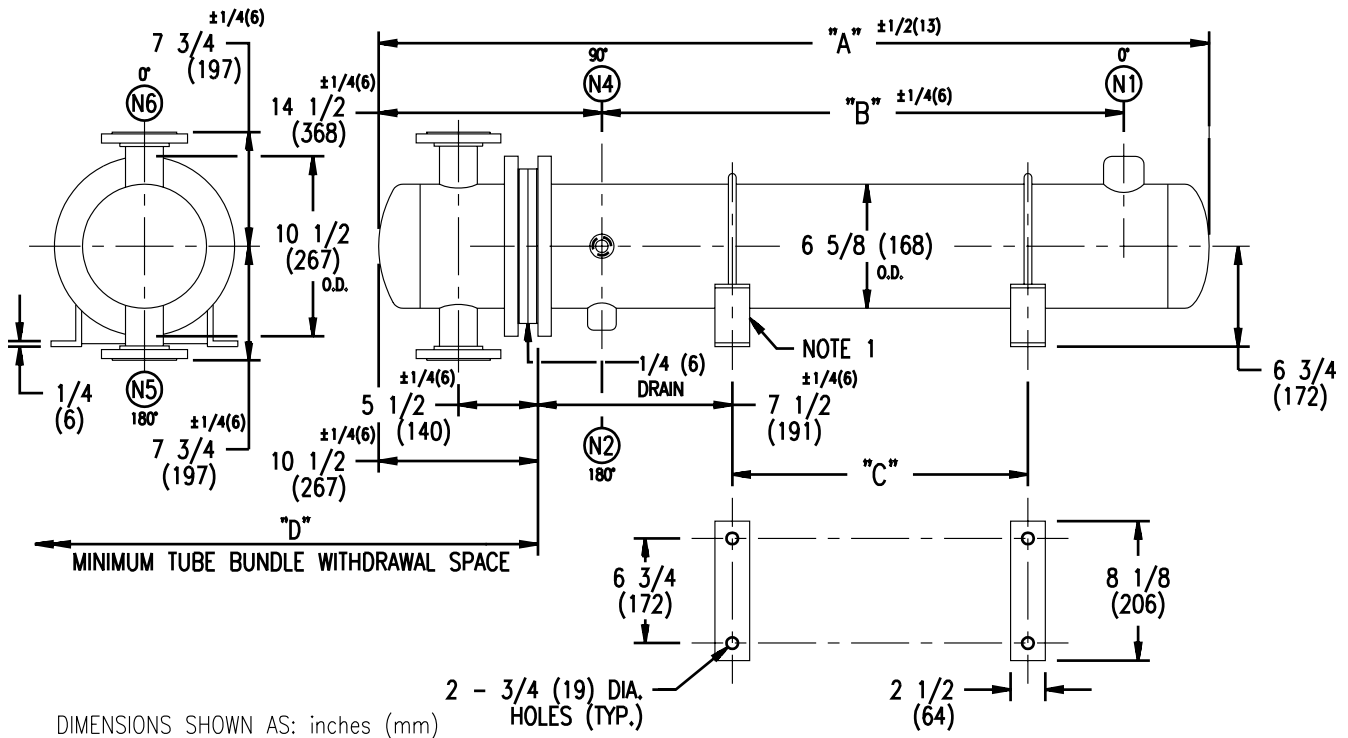 ±1/4(6)
7 3/4
(197)
0°
N6
10 1/2
(267)
O.D.
1/4
(6)
N5
180°
±1/4(6)
7 3/4
(197)
"A" ±1/2(13)
±1/4(6)
14 1/2
(368)
90°
N4
"B" ±1/4(6)
0°
N1
6 5/8 (168)
O.D.
NOTE 1
1/4 (6)
DRAIN
6 3/4
(172)
±1/4(6)
5 1/2
(140)
±1/4(6)
7 1/2
(191)
±1/4(6)
10 1/2
(267)
N2
180°
"C"
"D"
MINIMUM TUBE BUNDLE WITHDRAWAL SPACE
6 3/4
(172)
8 1/8
(206)
2 - 3/4 (19) DIA.
HOLES (TYP.)
2 1/2
(64)
DIMENSIONS SHOWN AS: inches (mm)